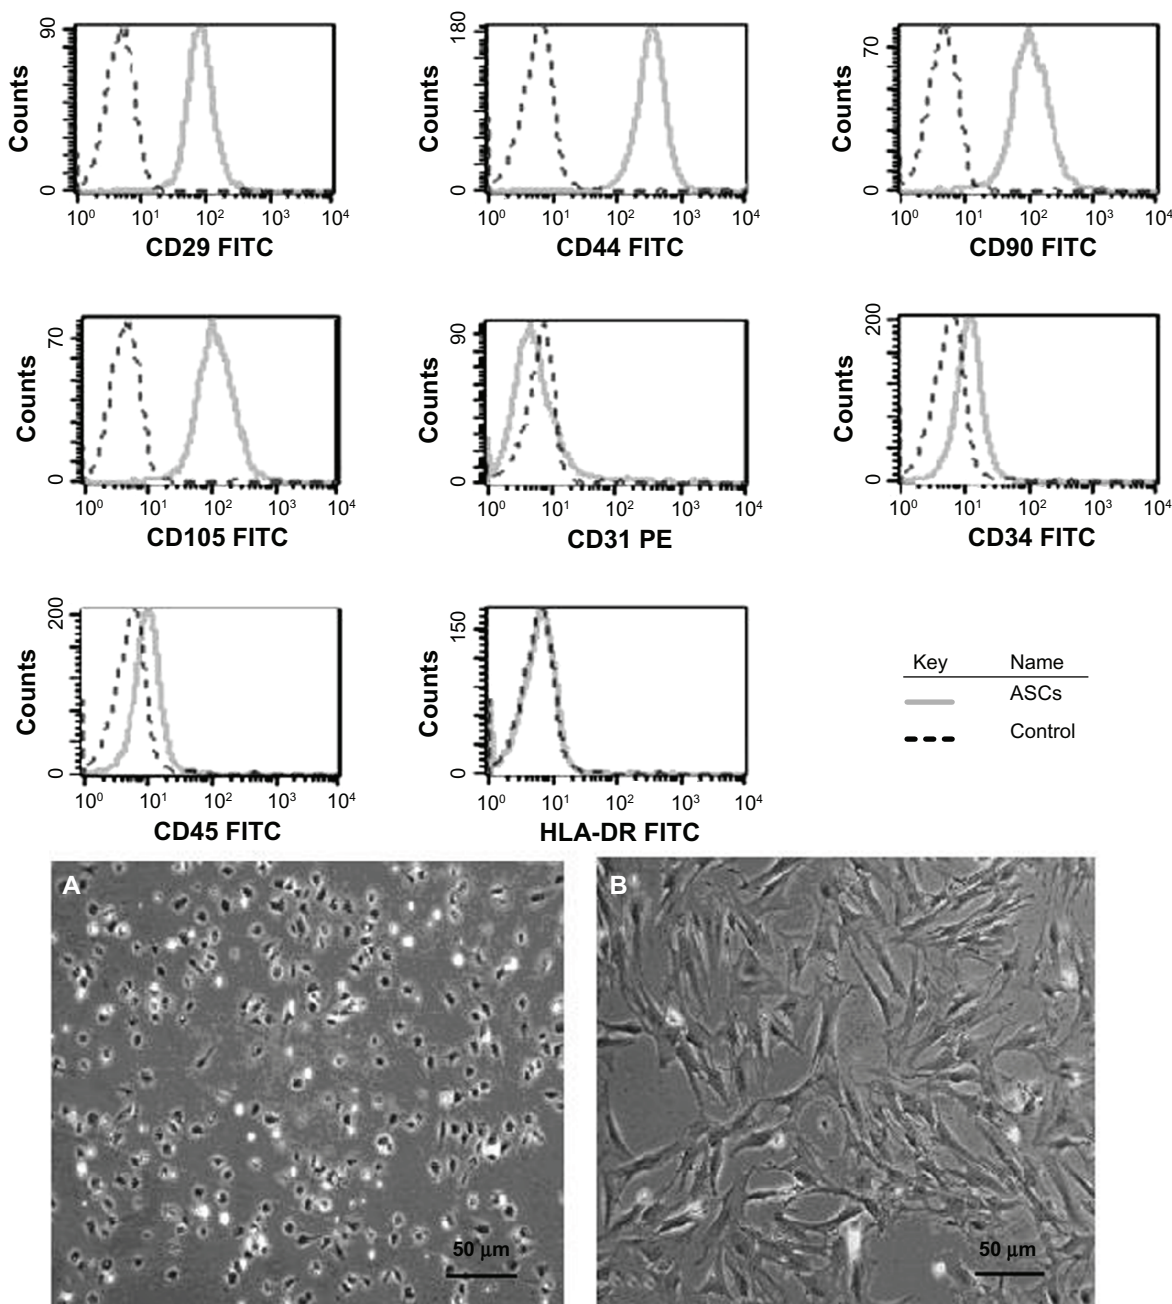 90
Counts
0
10⁰ 10¹ 10² 10³ 10⁴
CD29 FITC
180
Counts
0
10⁰ 10¹ 10² 10³ 10⁴
CD44 FITC
70
Counts
0
10⁰ 10¹ 10² 10³ 10⁴
CD90 FITC
70
Counts
0
10⁰ 10¹ 10² 10³ 10⁴
CD105 FITC
90
Counts
0
10⁰ 10¹ 10² 10³ 10⁴
CD31 PE
200
Counts
0
10⁰ 10¹ 10² 10³ 10⁴
CD34 FITC
200
Counts
0
10⁰ 10¹ 10² 10³ 10⁴
CD45 FITC
150
Counts
0
10⁰ 10¹ 10² 10³ 10⁴
HLA-DR FITC
Key Name
ASCs
Control
A
50 μm
B
50 μm